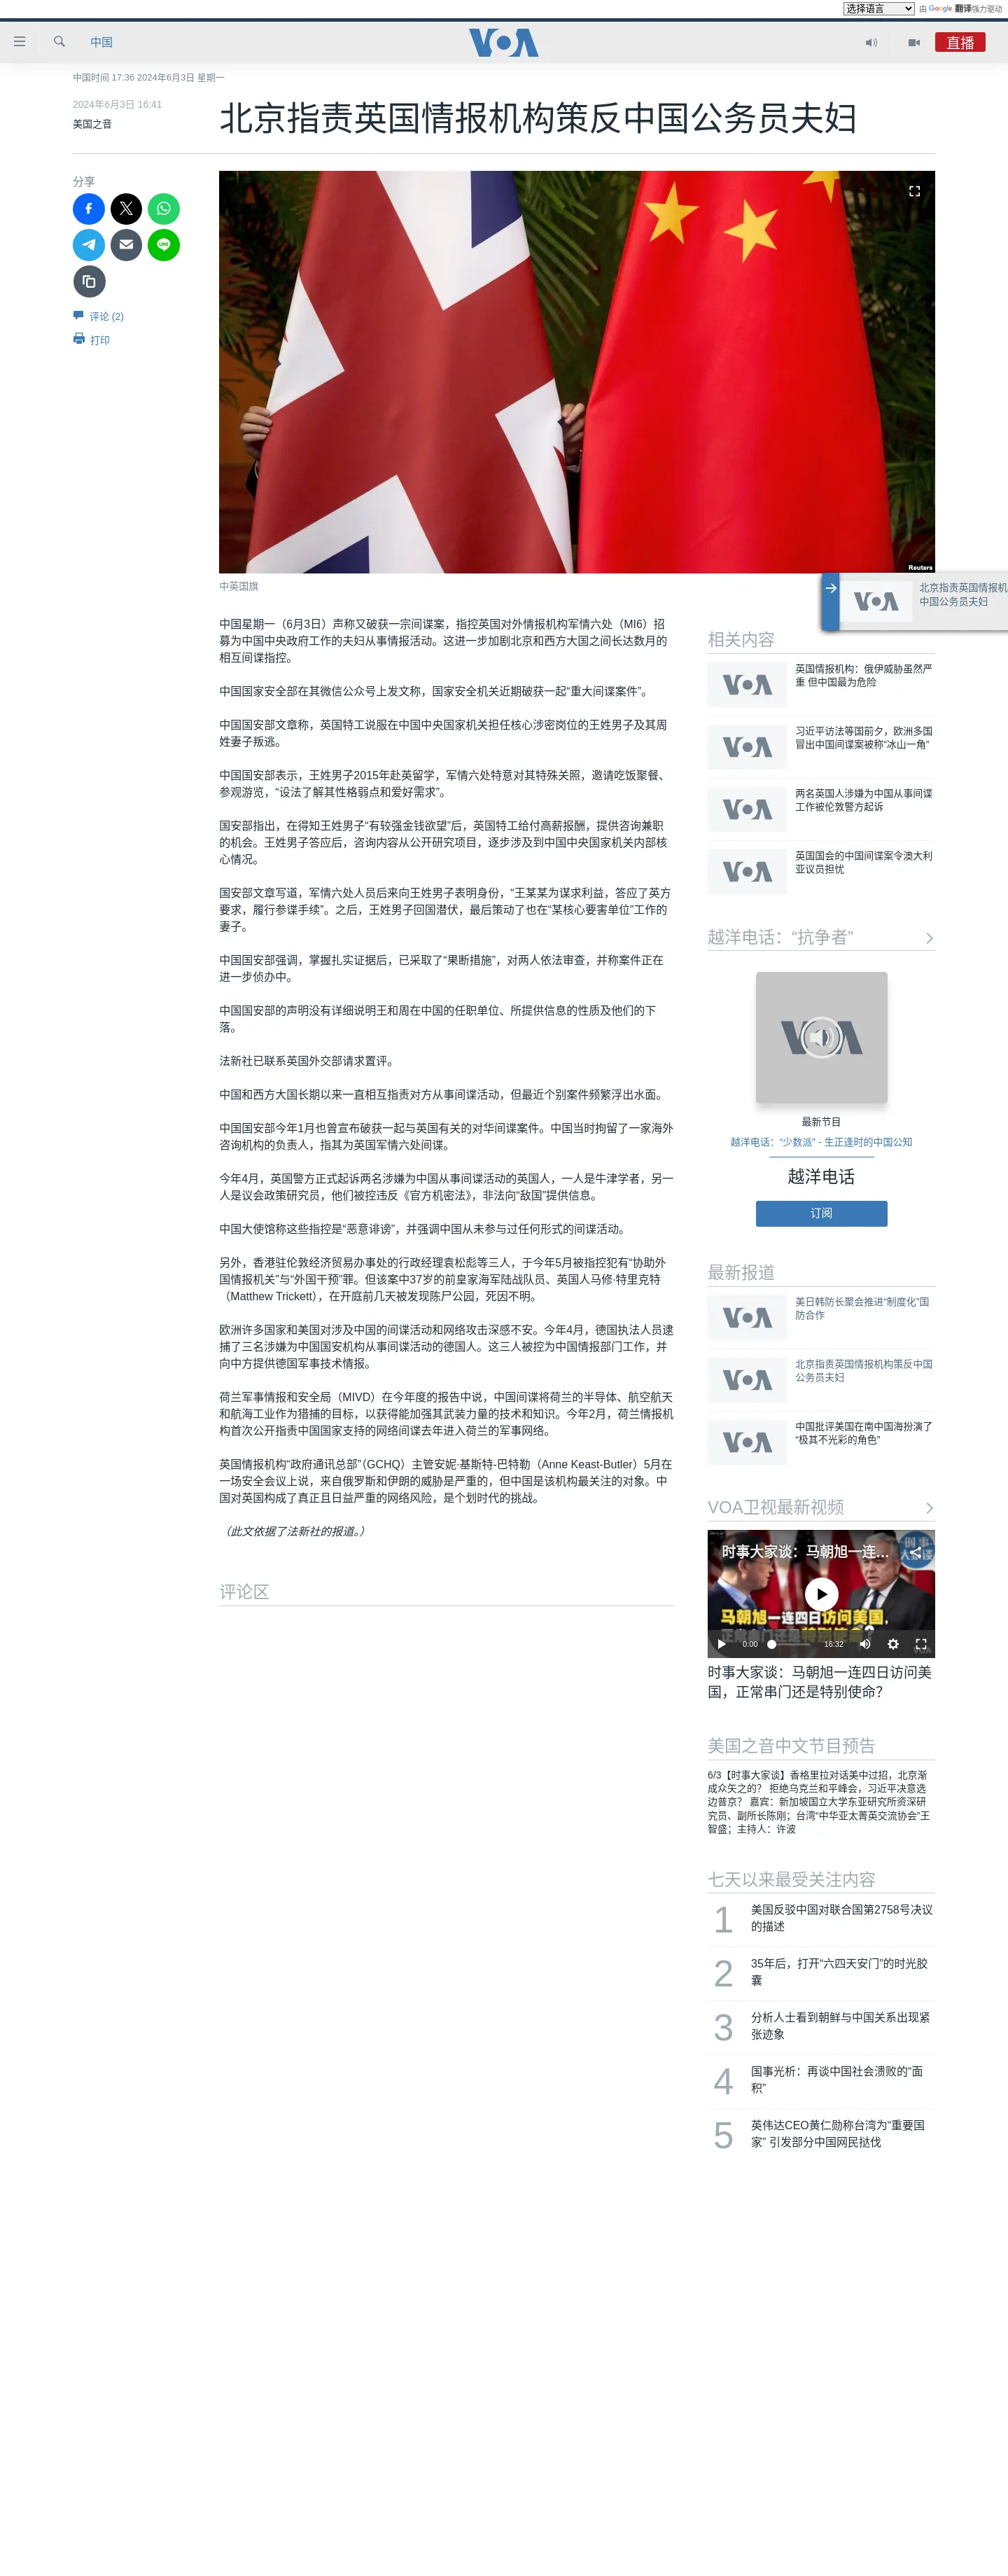 选择语言
由 Google 翻译强力驱动
中国
VOA
直播
中国时间 17:36 2024年6月3日 星期一
2024年6月3日 16:41
美国之音
北京指责英国情报机构策反中国公务员夫妇
分享
评论 (2)
打印
Reuters
中英国旗
北京指责英国情报机
中国公务员夫妇
中国星期一（6月3日）声称又破获一宗间谍案，指控英国对外情报机构军情六处（MI6）招
募为中国中央政府工作的夫妇从事情报活动。这进一步加剧北京和西方大国之间长达数月的
相互间谍指控。
中国国家安全部在其微信公众号上发文称，国家安全机关近期破获一起“重大间谍案件”。
中国国安部文章称，英国特工说服在中国中央国家机关担任核心涉密岗位的王姓男子及其周
姓妻子叛逃。
中国国安部表示，王姓男子2015年赴英留学，军情六处特意对其特殊关照，邀请吃饭聚餐、
参观游览，“设法了解其性格弱点和爱好需求”。
国安部指出，在得知王姓男子“有较强金钱欲望”后，英国特工给付高薪报酬，提供咨询兼职
的机会。王姓男子答应后，咨询内容从公开研究项目，逐步涉及到中国中央国家机关内部核
心情况。
国安部文章写道，军情六处人员后来向王姓男子表明身份，“王某某为谋求利益，答应了英方
要求，履行参谍手续”。之后，王姓男子回国潜伏，最后策动了也在“某核心要害单位”工作的
妻子。
中国国安部强调，掌握扎实证据后，已采取了“果断措施”，对两人依法审查，并称案件正在
进一步侦办中。
中国国安部的声明没有详细说明王和周在中国的任职单位、所提供信息的性质及他们的下
落。
法新社已联系英国外交部请求置评。
中国和西方大国长期以来一直相互指责对方从事间谍活动，但最近个别案件频繁浮出水面。
中国国安部今年1月也曾宣布破获一起与英国有关的对华间谍案件。中国当时拘留了一家海外
咨询机构的负责人，指其为英国军情六处间谍。
今年4月，英国警方正式起诉两名涉嫌为中国从事间谍活动的英国人，一人是牛津学者，另一
人是议会政策研究员，他们被控违反《官方机密法》，非法向“敌国”提供信息。
中国大使馆称这些指控是“恶意诽谤”，并强调中国从未参与过任何形式的间谍活动。
另外，香港驻伦敦经济贸易办事处的行政经理袁松彪等三人，于今年5月被指控犯有“协助外
国情报机关”与“外国干预”罪。但该案中37岁的前皇家海军陆战队员、英国人马修·特里克特
（Matthew Trickett），在开庭前几天被发现陈尸公园，死因不明。
欧洲许多国家和美国对涉及中国的间谍活动和网络攻击深感不安。今年4月，德国执法人员逮
捕了三名涉嫌为中国国安机构从事间谍活动的德国人。这三人被控为中国情报部门工作，并
向中方提供德国军事技术情报。
荷兰军事情报和安全局（MIVD）在今年度的报告中说，中国间谍将荷兰的半导体、航空航天
和航海工业作为猎捕的目标，以获得能加强其武装力量的技术和知识。今年2月，荷兰情报机
构首次公开指责中国国家支持的网络间谍去年进入荷兰的军事网络。
英国情报机构“政府通讯总部”（GCHQ）主管安妮·基斯特-巴特勒（Anne Keast-Butler）5月在
一场安全会议上说，来自俄罗斯和伊朗的威胁是严重的，但中国是该机构最关注的对象。中
国对英国构成了真正且日益严重的网络风险，是个划时代的挑战。
（此文依据了法新社的报道。）
评论区
相关内容
VOA
英国情报机构：俄伊威胁虽然严
重 但中国最为危险
VOA
习近平访法等国前夕，欧洲多国
冒出中国间谍案被称“冰山一角”
VOA
两名英国人涉嫌为中国从事间谍
工作被伦敦警方起诉
VOA
英国国会的中国间谍案令澳大利
亚议员担忧
越洋电话：“抗争者”
VOA
最新节目
越洋电话：“少数派” - 生正逢时的中国公知
越洋电话
订阅
最新报道
VOA
美日韩防长聚会推进“制度化”国
防合作
VOA
北京指责英国情报机构策反中国
公务员夫妇
VOA
中国批评美国在南中国海扮演了
“极其不光彩的角色”
VOA卫视最新视频
时事大家谈：马朝旭一连...
马朝旭一连四日访问美国，
0:00
16:32
时事大家谈：马朝旭一连四日访问美
国，正常串门还是特别使命？
美国之音中文节目预告
6/3【时事大家谈】香格里拉对话美中过招，北京渐
成众矢之的？ 拒绝乌克兰和平峰会，习近平决意选
边普京？ 嘉宾：新加坡国立大学东亚研究所资深研
究员、副所长陈刚；台湾“中华亚太菁英交流协会”王
智盛；主持人：许波
七天以来最受关注内容
1 美国反驳中国对联合国第2758号决议
的描述
2 35年后，打开“六四天安门”的时光胶
囊
3 分析人士看到朝鲜与中国关系出现紧
张迹象
4 国事光析：再谈中国社会溃败的“面
积”
5 英伟达CEO黄仁勋称台湾为“重要国
家” 引发部分中国网民挞伐